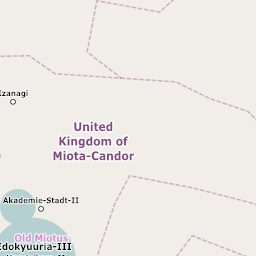 Izanagi
United
Kingdom of
Miota-Candor
Akademie-Stadt-II
Old Miotus
Edokyuuria-III